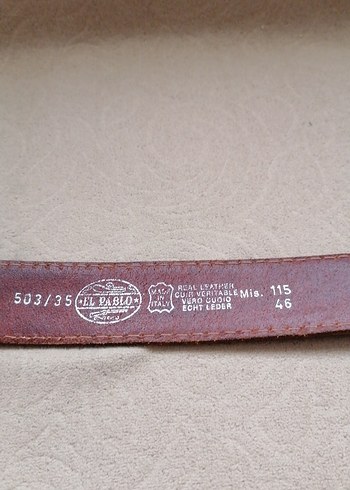 503/35
EL PABLO
MADE
IN
ITALY
REAL LEATHER
CUIR VERITABLE
VERO CUOIO
ECHT LEDER
Mis. 115
46